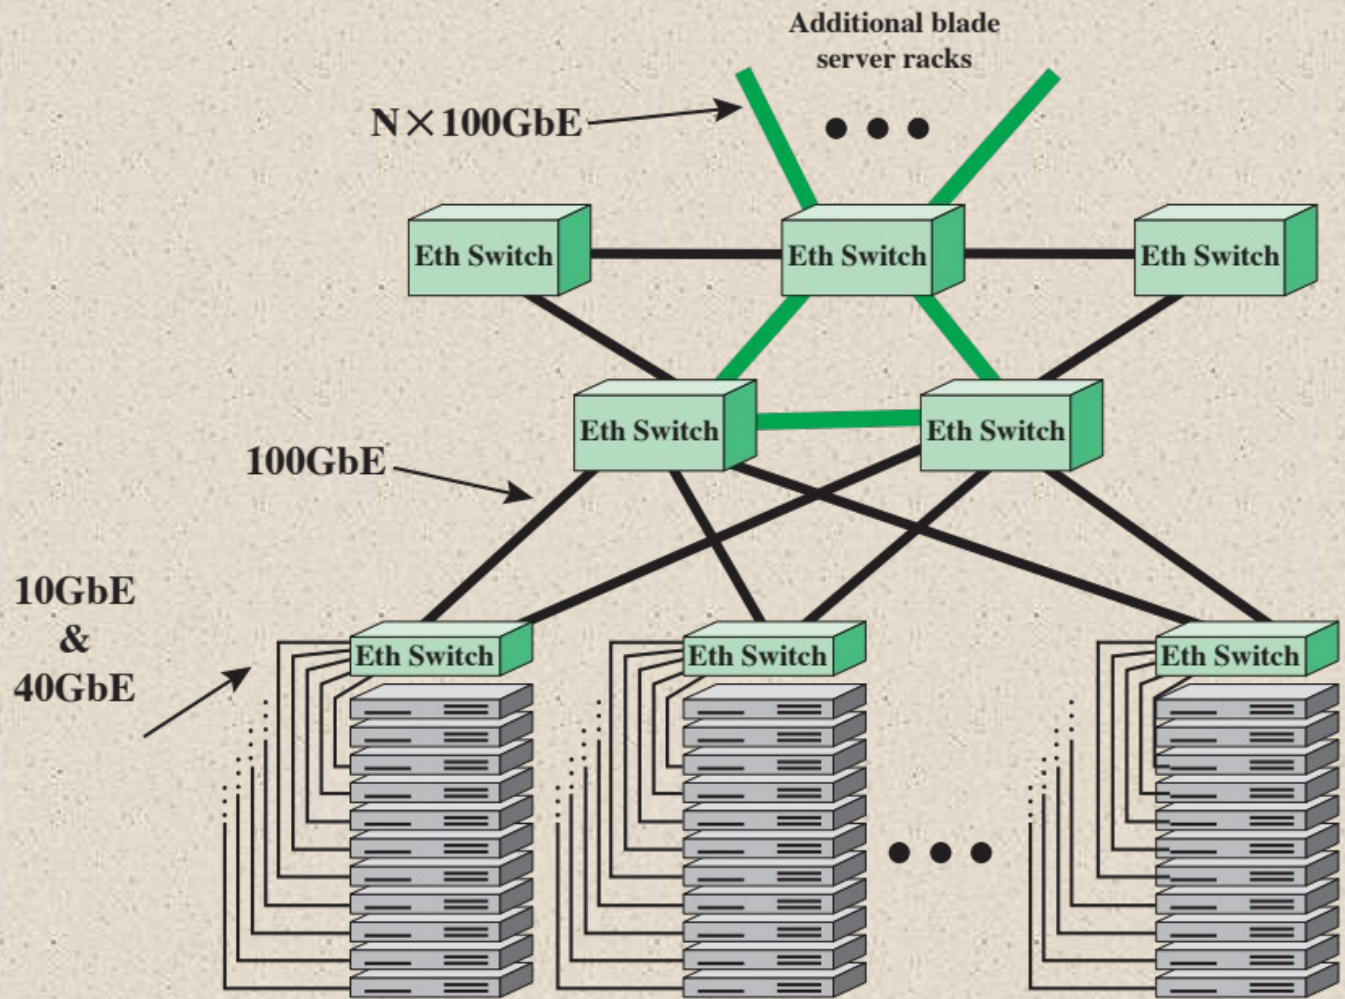 Additional blade
server racks
N×100GbE
Eth Switch
Eth Switch
Eth Switch
Eth Switch
Eth Switch
100GbE
10GbE
&
40GbE
Eth Switch
Eth Switch
Eth Switch